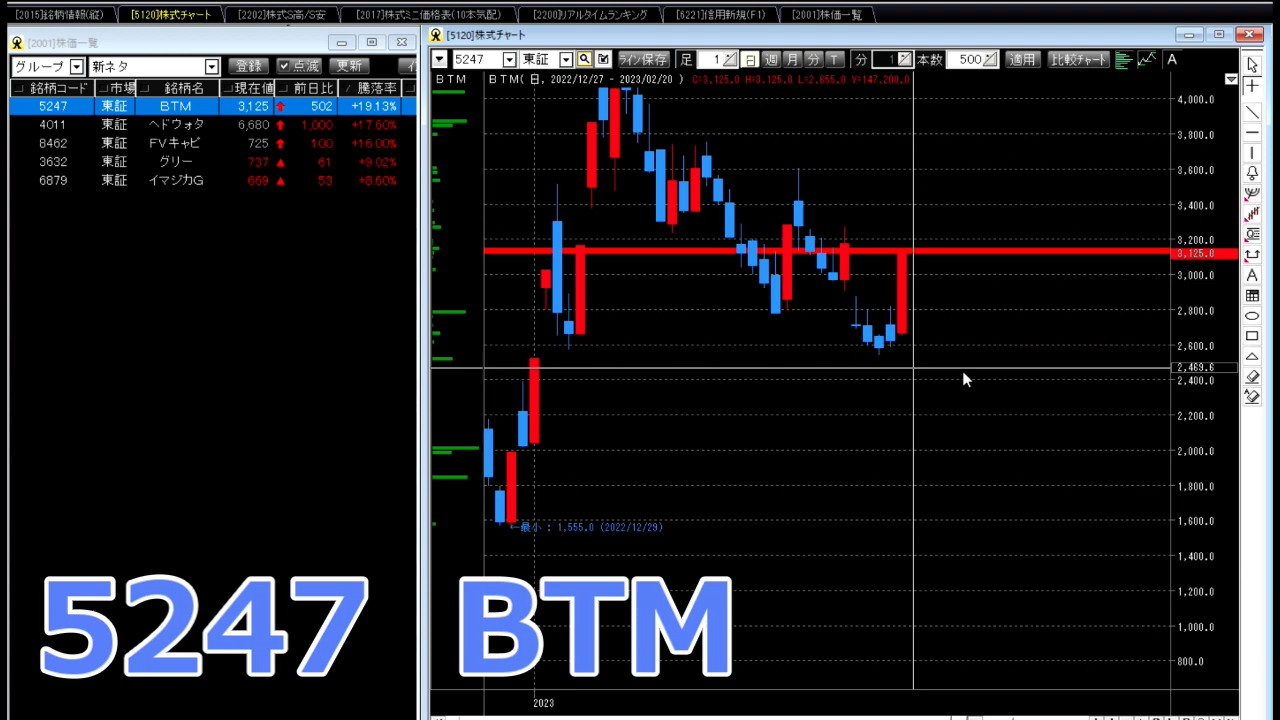 [2015]銘柄情報(縦) [5120]株式チャート [2202]株式S高/S安 [2017]株式ミニ価格表(10本気配) [2200]リアルタイムランキング [6221]信用新規(F1) [2001]株価一覧
[2001]株価一覧
グループ 新ネタ 登録 点滅 更新
銘柄コード 市場 銘柄名 現在値 前日比 騰落率
5247 東証 BTM 3,125 502 +19.13%
4011 東証 ヘドウォタ 6,680 1,000 +17.60%
8462 東証 FVキャピ 725 100 +16.00%
3632 東証 グリー 737 61 +9.02%
6879 東証 イマジカG 669 53 +8.60%
[5120]株式チャート
5247 東証 ライン保存 足 1 日 週 月 分 T 分 1 本数 500 適用 比較チャート A
BTM BTM(日, 2022/12/27 - 2023/02/20 ) C=3,125.0 H=3,125.0 L=2,655.0 V=147,200.0
4,000.0
3,800.0
3,600.0
3,400.0
3,200.0
3,125.0
3,000.0
2,800.0
2,600.0
2,469.6
2,400.0
2,200.0
2,000.0
1,800.0
1,600.0
←最小 : 1,555.0 (2022/12/29)
1,400.0
1,200.0
1,000.0
800.0
2023
A
5247 BTM